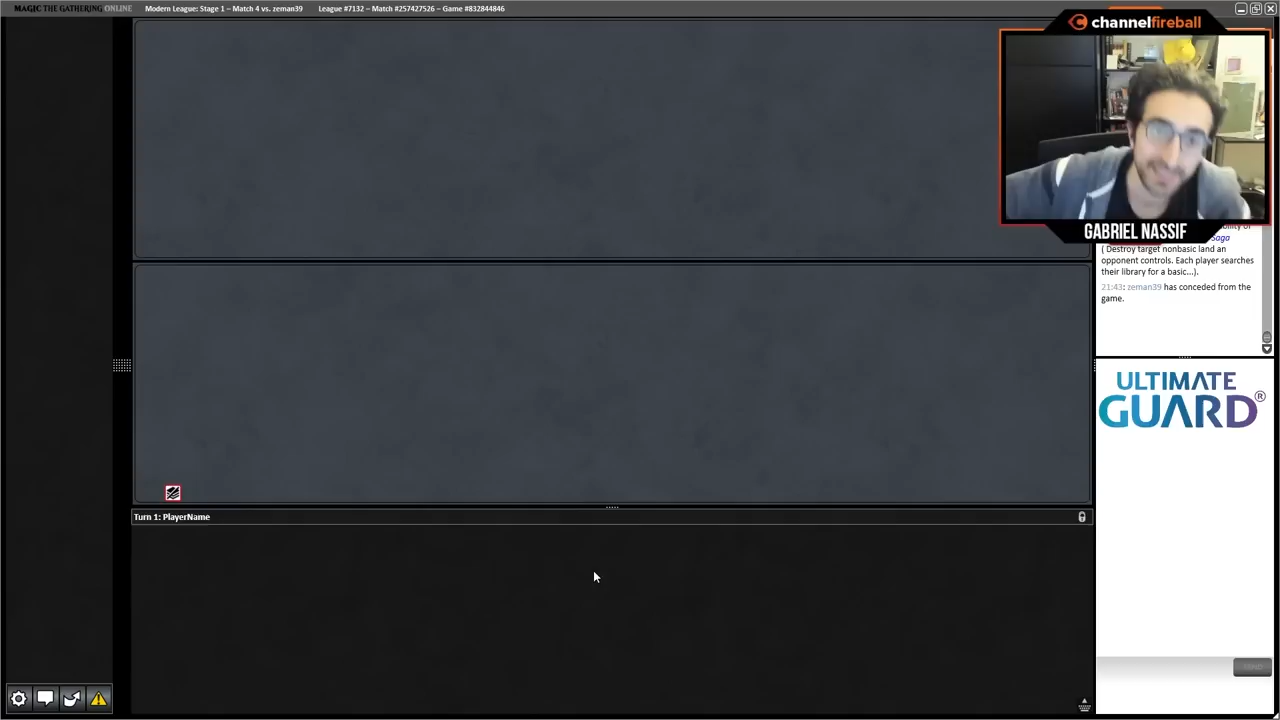 MAGIC THE GATHERING ONLINE
Modern League: Stage 1 – Match 4 vs. zeman39
League #7132 – Match #257427526 – Game #832844846
channelfireball
GABRIEL NASSIF
Saga
( Destroy target nonbasic land an
opponent controls. Each player searches
their library for a basic...).
21:43: zeman39 has conceded from the
game.
ULTIMATE
GUARD®
Turn 1: PlayerName
SEND